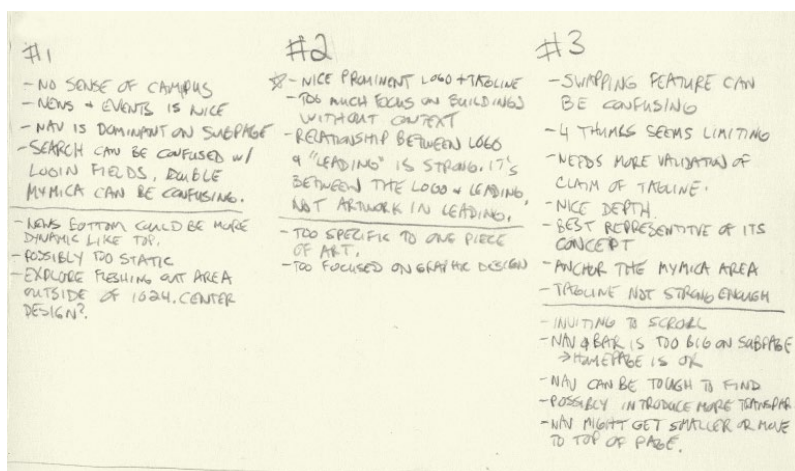 #1
- NO SENSE OF CAMPUS
- NEWS + EVENTS IS NICE
- NAV IS DOMINANT ON SUBPAGE
- SEARCH CAN BE CONFUSED W/
LOGIN FIELDS, DOUBLE
MYMICA CAN BE CONFUSING.
- NEWS BOTTOM COULD BE MORE
DYNAMIC LIKE TOP.
- POSSIBLY TOO STATIC
- EXPLORE FLESHING OUT AREA
OUTSIDE OF 1024. CENTER
DESIGN?
#2
☆ - NICE PROMINENT LOGO + TAGLINE
- TOO MUCH FOCUS ON BUILDINGS
WITHOUT CONTEXT
- RELATIONSHIP BETWEEN LOGO
& "LEADING" IS STRONG. IT'S
BETWEEN THE LOGO & LEADING,
NOT ARTWORK IN LEADING.
- TOO SPECIFIC TO ONE PIECE
OF ART.
- TOO FOCUSED ON GRAPHIC DESIGN
#3
- SWAPPING FEATURE CAN
BE CONFUSING
- 4 THUMBS SEEMS LIMITING
- NEEDS MORE VALIDATION OF
CLAIM OF TAGLINE.
- NICE DEPTH.
- BEST REPRESENTITVE OF ITS
CONCEPT
- ANCHOR THE MYMICA AREA
- TAGLINE NOT STRONG ENOUGH
- INVITING TO SCROLL
- NAV & BAR IS TOO BIG ON SUBPAGE
→ HOMEPAGE IS OK
- NAV CAN BE TOUGH TO FIND
- POSSIBLY INTRODUCE MORE TRANSPAR
- NAV MIGHT GET SMALLER OR MOVE
TO TOP OF PAGE.